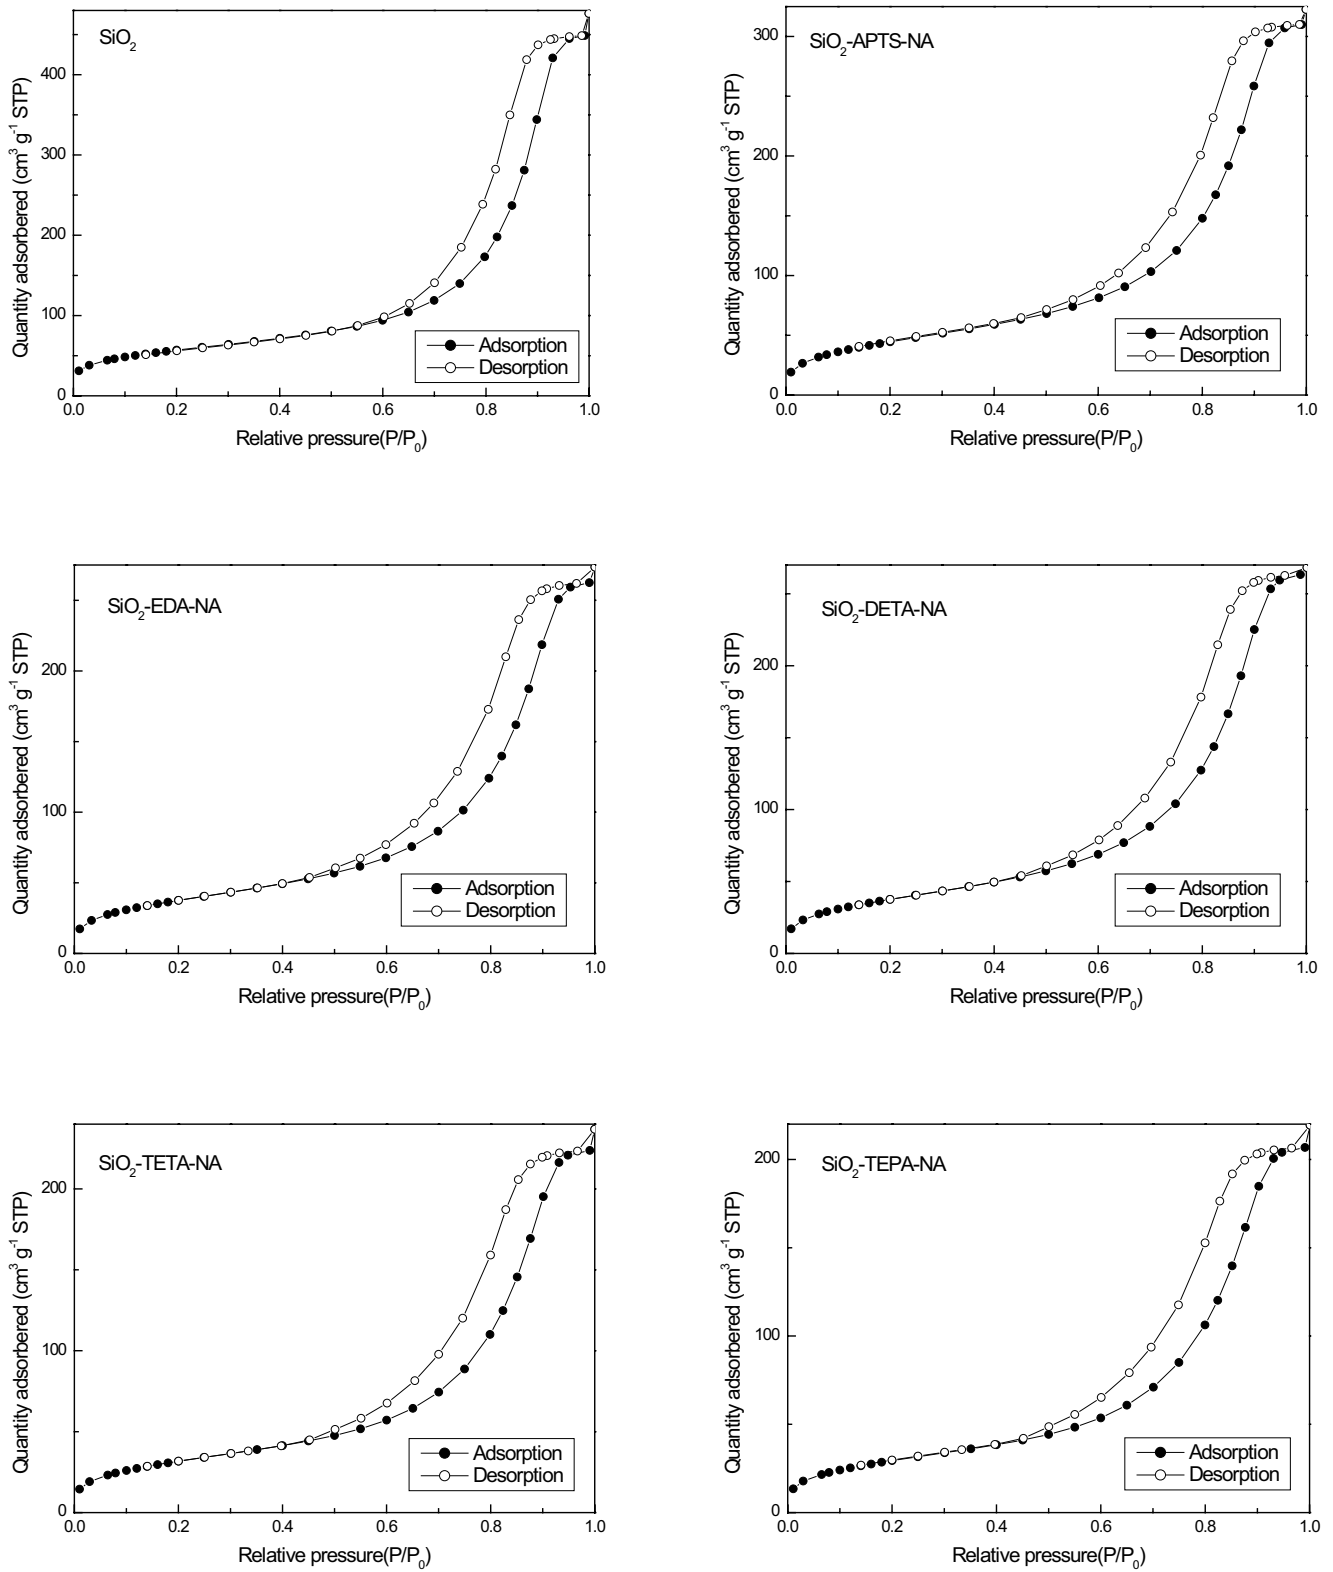 SiO2
Quantity adsorbered (cm3 g-1 STP)
400
300
200
100
0
Adsorption
Desorption
0.0 0.2 0.4 0.6 0.8 1.0
Relative pressure(P/P0)
SiO2-APTS-NA
Quantity adsorbered (cm3 g-1 STP)
300
200
100
0
Adsorption
Desorption
0.0 0.2 0.4 0.6 0.8 1.0
Relative pressure(P/P0)
SiO2-EDA-NA
Quantity adsorbered (cm3 g-1 STP)
200
100
0
Adsorption
Desorption
0.0 0.2 0.4 0.6 0.8 1.0
Relative pressure(P/P0)
SiO2-DETA-NA
Quantity adsorbered (cm3 g-1 STP)
200
100
0
Adsorption
Desorption
0.0 0.2 0.4 0.6 0.8 1.0
Relative pressure(P/P0)
SiO2-TETA-NA
Quantity adsorbered (cm3 g-1 STP)
200
100
0
Adsorption
Desorption
0.0 0.2 0.4 0.6 0.8 1.0
Relative pressure(P/P0)
SiO2-TEPA-NA
Quantity adsorbered (cm3 g-1 STP)
200
100
0
Adsorption
Desorption
0.0 0.2 0.4 0.6 0.8 1.0
Relative pressure(P/P0)